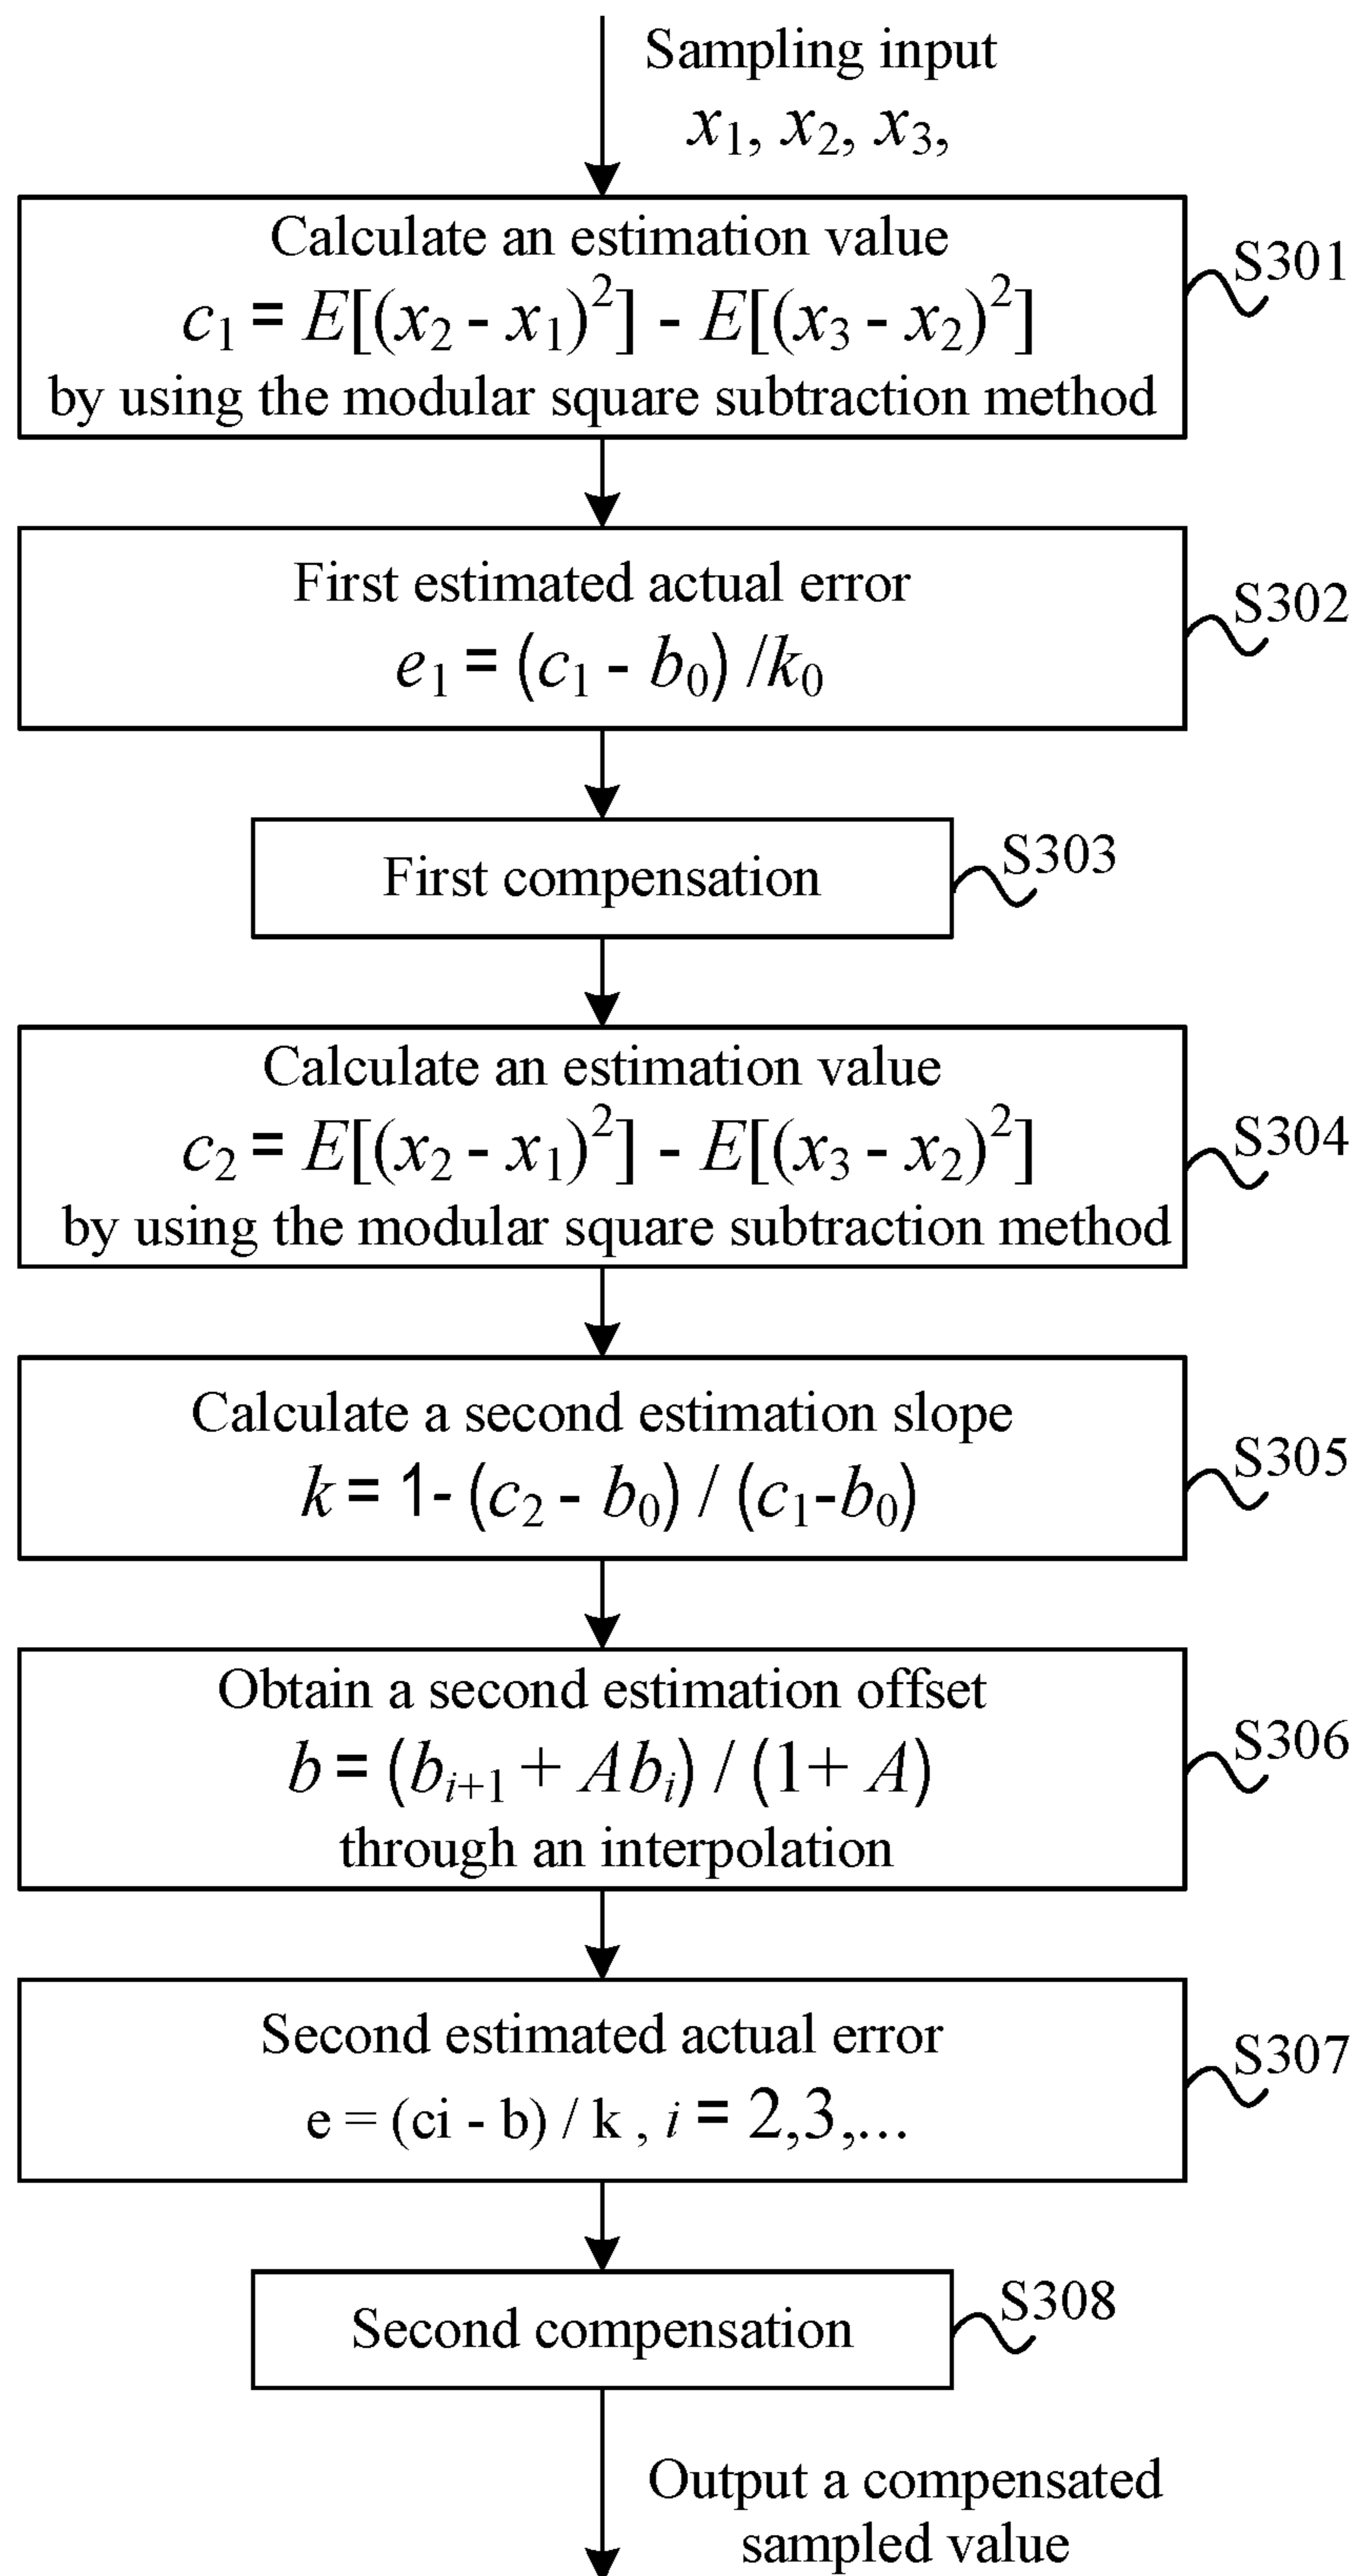 Sampling input
x1, x2, x3,
Calculate an estimation value
S301
c1 = E[(x2 - x1)²] - E[(x3 - x2)²]
by using the modular square subtraction method
First estimated actual error
S302
e1 = (c1 - b0) /k0
First compensation
S303
Calculate an estimation value
c2 = E[(x2 - x1)²] - E[(x3 - x2)²]
S304
by using the modular square subtraction method
Calculate a second estimation slope
S305
k = 1- (c2 - b0) / (c1-b0)
Obtain a second estimation offset
S306
b = (bi+1 + Abi) / (1+ A)
through an interpolation
Second estimated actual error
S307
e = (ci - b) / k , i = 2,3,...
Second compensation
S308
Output a compensated
sampled value